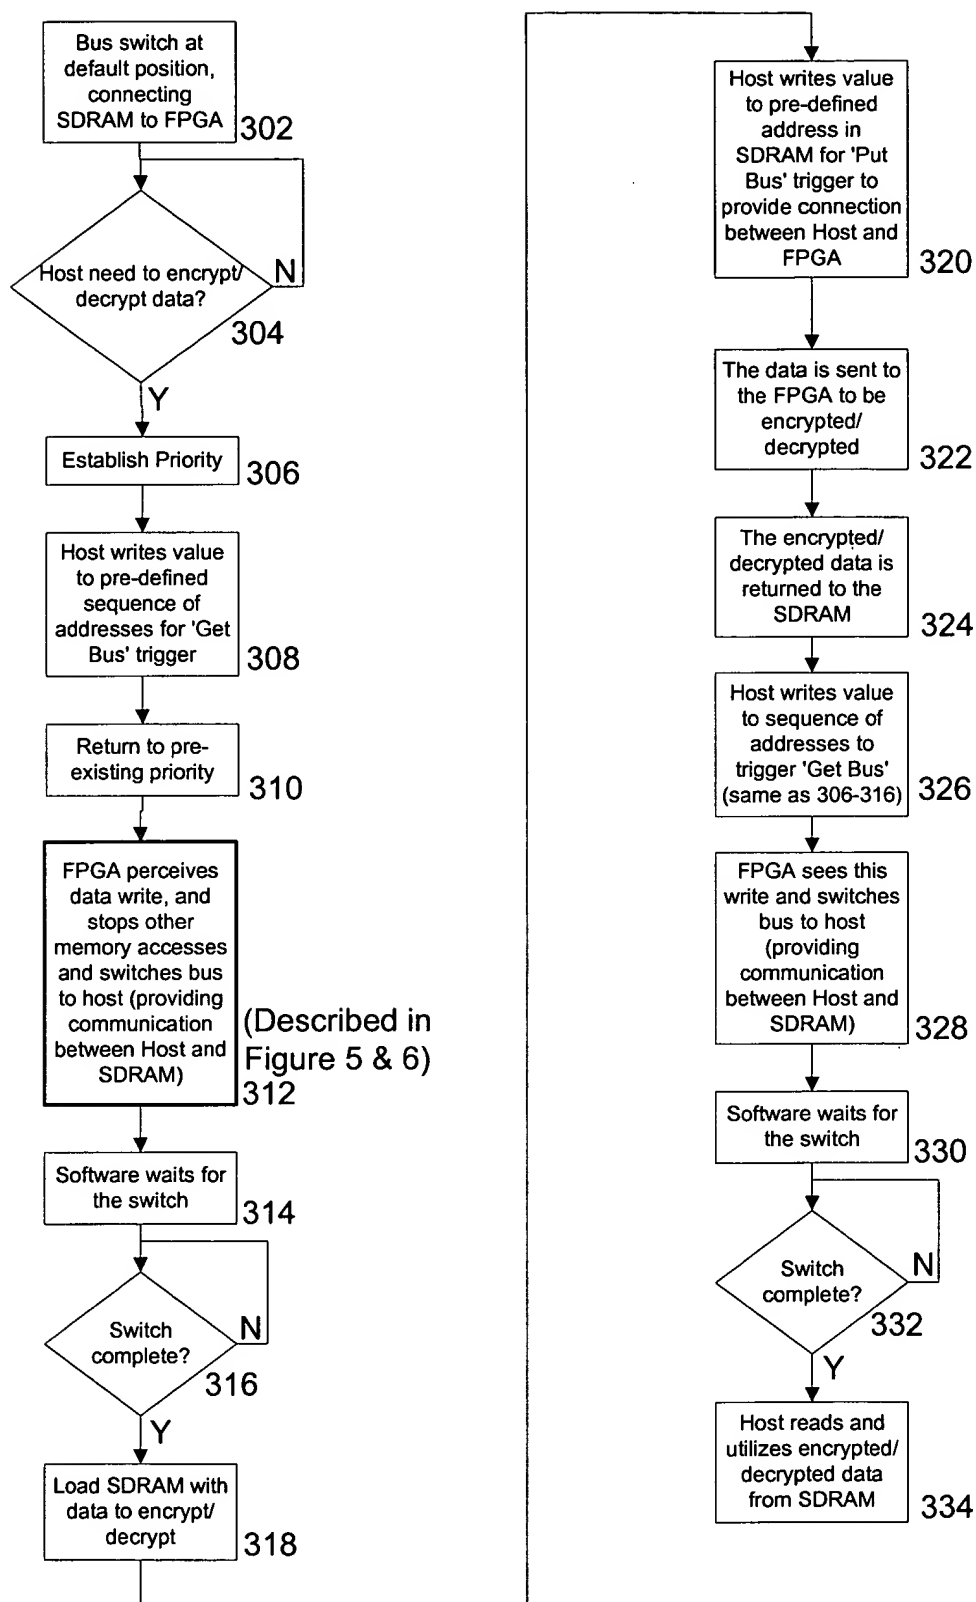 Bus switch at
default position,
connecting
SDRAM to FPGA
302
Host need to encrypt/
decrypt data?
N
304
Y
Establish Priority
306
Host writes value
to pre-defined
sequence of
addresses for 'Get
Bus' trigger
308
Return to pre-
existing priority
310
FPGA perceives
data write, and
stops other
memory accesses
and switches bus
to host (providing
communication
between Host and
SDRAM)
(Described in
Figure 5 & 6)
312
Software waits for
the switch
314
Switch
complete?
N
316
Y
Load SDRAM with
data to encrypt/
decrypt
318
Host writes value
to pre-defined
address in
SDRAM for 'Put
Bus' trigger to
provide connection
between Host and
FPGA
320
The data is sent to
the FPGA to be
encrypted/
decrypted
322
The encrypted/
decrypted data is
returned to the
SDRAM
324
Host writes value
to sequence of
addresses to
trigger 'Get Bus'
(same as 306-316)
326
FPGA sees this
write and switches
bus to host
(providing
communication
between Host and
SDRAM)
328
Software waits for
the switch
330
Switch
complete?
N
332
Y
Host reads and
utilizes encrypted/
decrypted data
from SDRAM
334